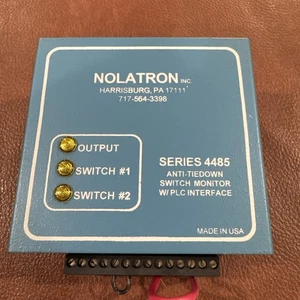 NOLATRON INC.
HARRISBURG, PA 17111
717-564-3398
OUTPUT
SWITCH #1
SWITCH #2
SERIES 4485
ANTI-TIEDOWN
SWITCH MONITOR
W/ PLC INTERFACE
MADE IN USA